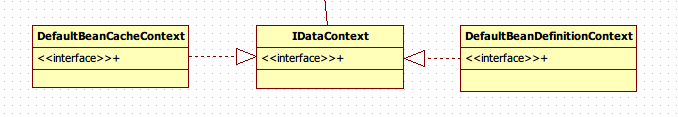 DefaultBeanCacheContext
<<interface>>+
IDataContext
<<interface>>+
DefaultBeanDefinitionContext
<<interface>>+